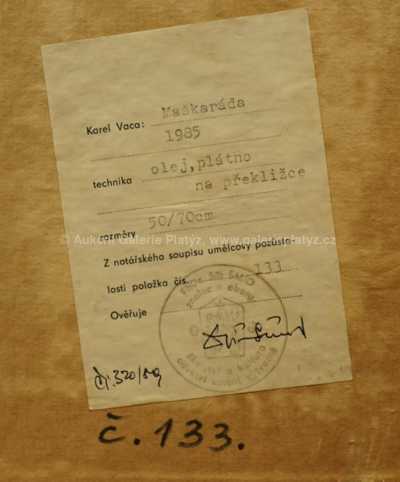 Karel Vaca: Maškaráda
1985
technika olej,plátno
na překližce
rozměry 50/70cm
© Aukční Galerie Platýz, www.galerieplatyz.cz
Z notářského soupisu umělcovy pozůsta-
losti položka čís. 133
Ověřuje
č. 133.